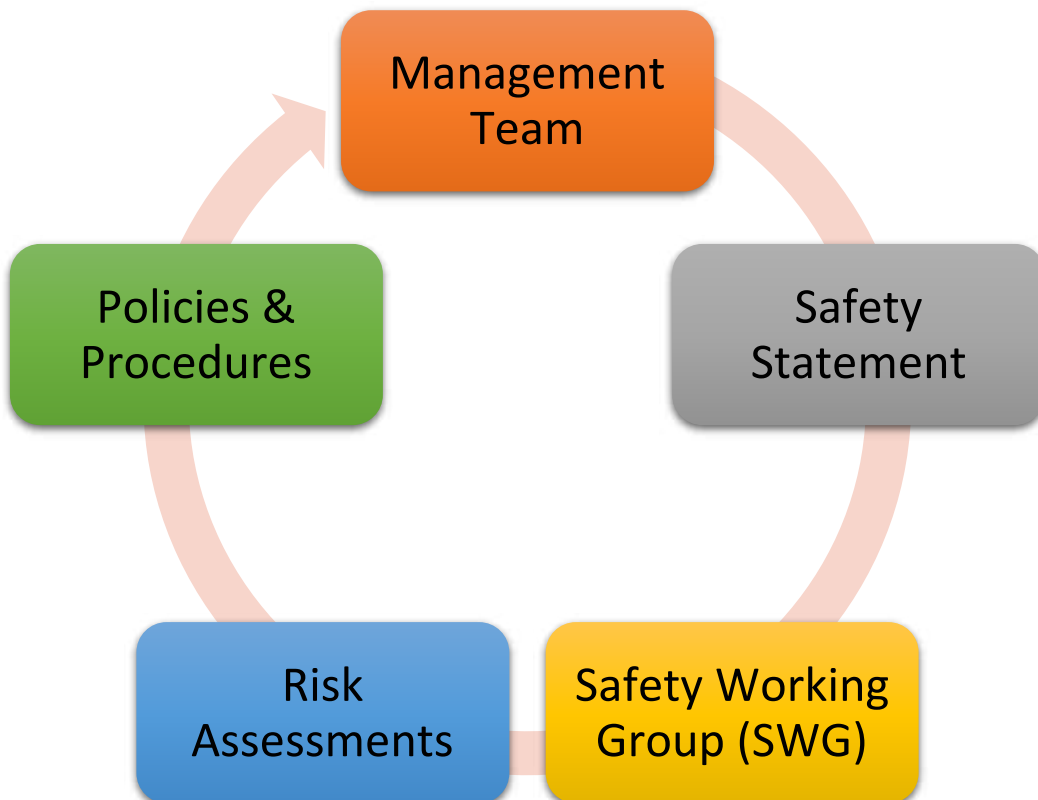 Management
Team
Safety
Statement
Safety Working
Group (SWG)
Risk
Assessments
Policies &
Procedures